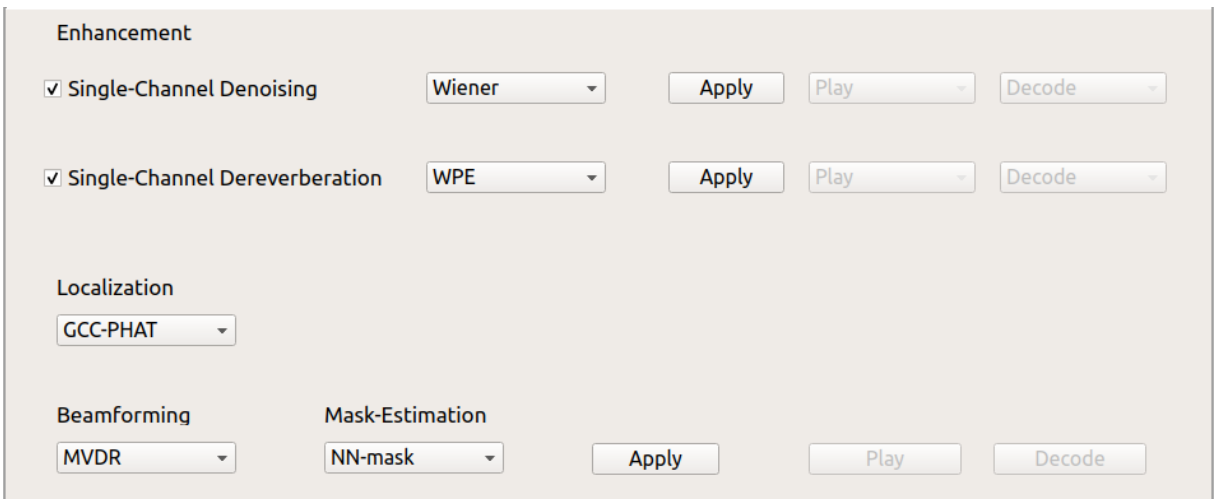 Enhancement
Single-Channel Denoising Wiener Apply Play Decode
Single-Channel Dereverberation WPE Apply Play Decode
Localization
GCC-PHAT
Beamforming Mask-Estimation
MVDR NN-mask Apply Play Decode